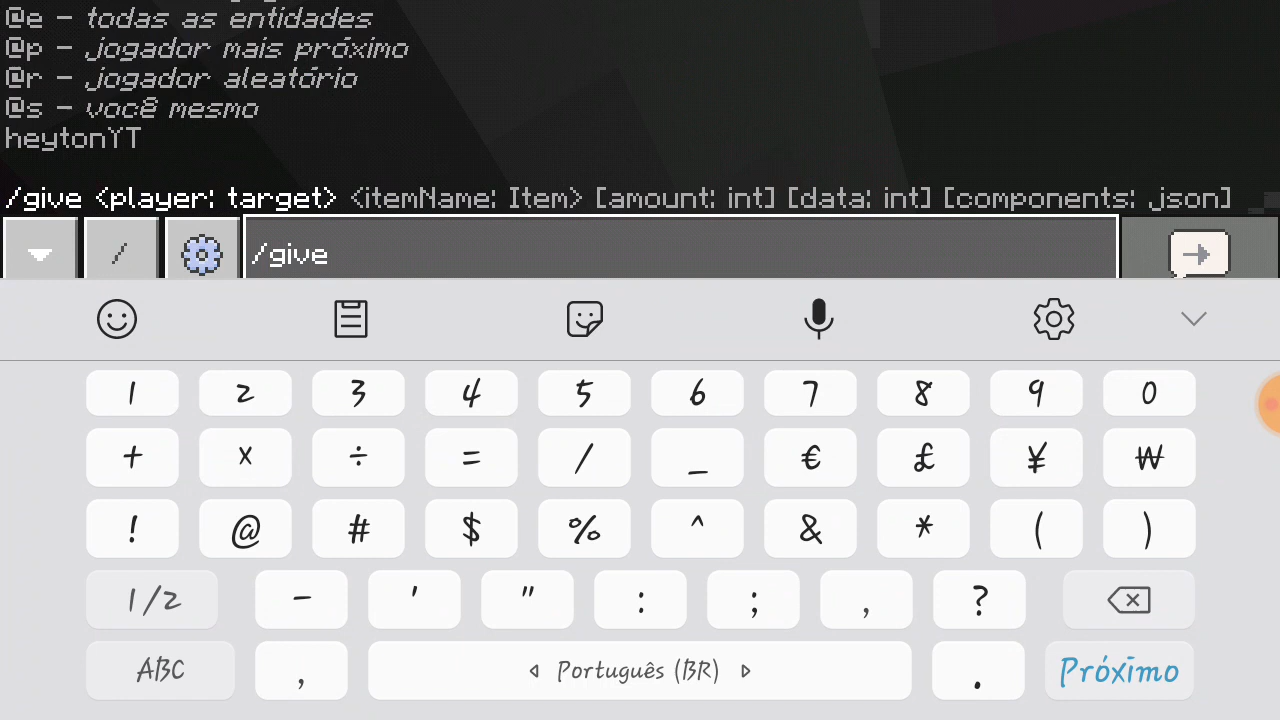 @e - todas as entidades
@p - jogador mais próximo
@r - jogador aleatório
@s - você mesmo
heytonYT
/give <player: target> <itemName: Item> [amount: int] [data: int] [components: json]
/ /give
1 2 3 4 5 6 7 8 9 0
+ × ÷ = / _ € £ ¥ ₩
! @ # $ % ^ & * ( )
1/2 - ' " : ; , ?
ABC , Português (BR) . Próximo